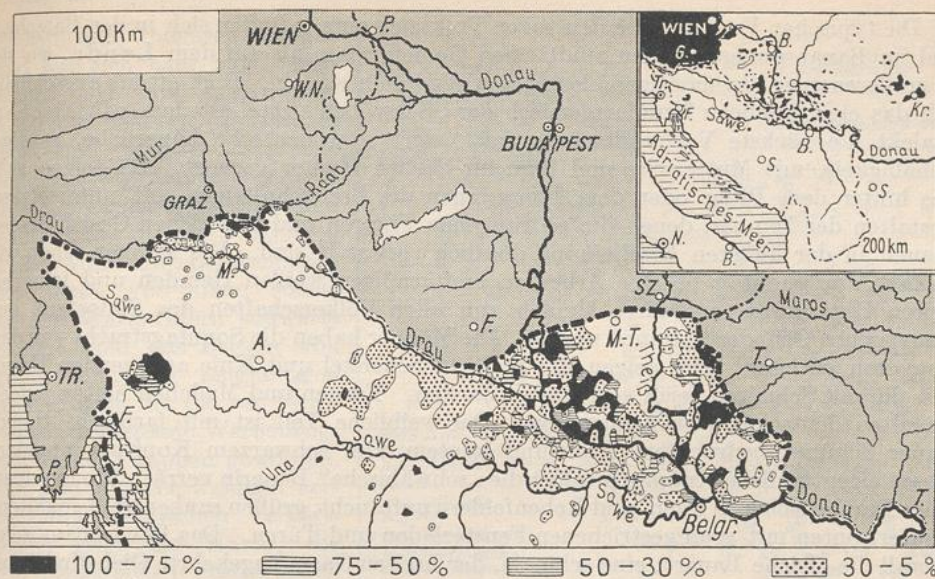 100 Km
WIEN
P.
W.N.
Donau
BUDAPEST
Mur
Raab
GRAZ
Drau
M.
Sawe
A.
F.
Drau
SZ.
Maros
M.-T.
Theiss
T.
TR.
F.
P.
Una
Sawe
Sawe
Belgr.
Donau
T.
WIEN
G.
B.
Kr.
T.
F.
Sawe
B.
Donau
S.
S.
Adriatisches Meer
N.
B.
200 km
100-75%
75-50%
50-30%
30-5%